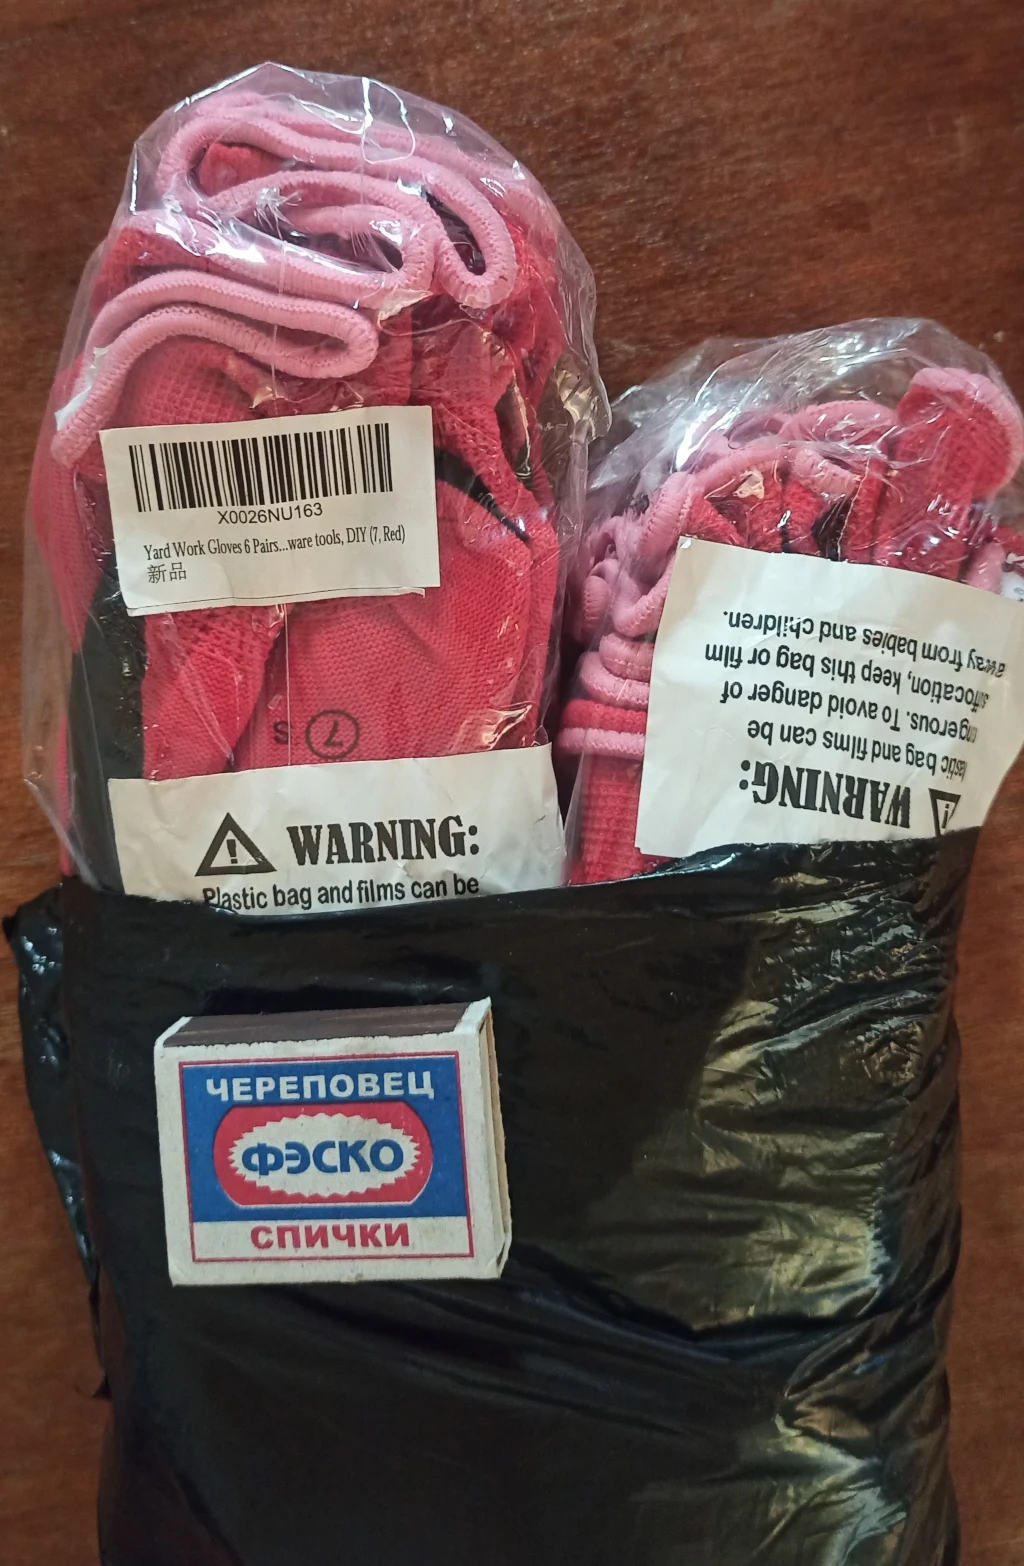 X0026NU163
Yard Work Gloves 6 Pairs...ware tools, DIY (7, Red)
新品
7 S
WARNING:
Plastic bag and films can be
WARNING:
lastic bag and films can be
ngerous. To avoid danger of
suffocation, keep this bag or film
away from babies and children.
ЧЕРЕПОВЕЦ
ФЭСКО
СПИЧКИ